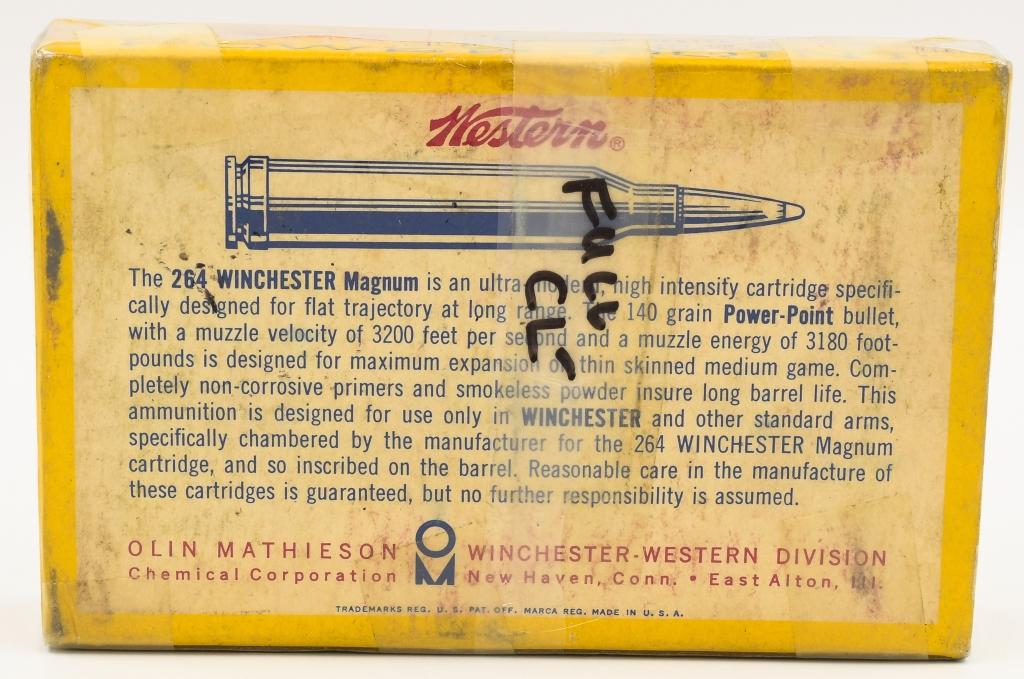 Western®
The 264 WINCHESTER Magnum is an ultra-modern, high intensity cartridge specifi-
cally designed for flat trajectory at long range. The 140 grain Power-Point bullet,
with a muzzle velocity of 3200 feet per second and a muzzle energy of 3180 foot-
pounds is designed for maximum expansion on thin skinned medium game. Com-
pletely non-corrosive primers and smokeless powder insure long barrel life. This
ammunition is designed for use only in WINCHESTER and other standard arms,
specifically chambered by the manufacturer for the 264 WINCHESTER Magnum
cartridge, and so inscribed on the barrel. Reasonable care in the manufacture of
these cartridges is guaranteed, but no further responsibility is assumed.
OLIN MATHIESON OM WINCHESTER-WESTERN DIVISION
Chemical Corporation New Haven, Conn. • East Alton, Ill.
TRADEMARKS REG. U. S. PAT. OFF. MARCA REG. MADE IN U. S. A.